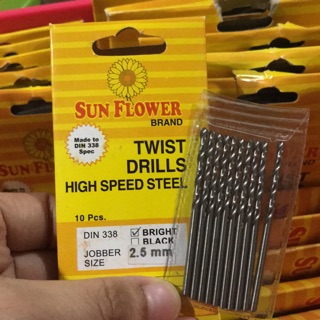 SUN FLOWER
BRAND
Made to
DIN 338
Spec
TWIST
DRILLS
HIGH SPEED STEEL
10 Pcs.
DIN 338 BRIGHT
BLACK
JOBBER
SIZE 2.5 mm